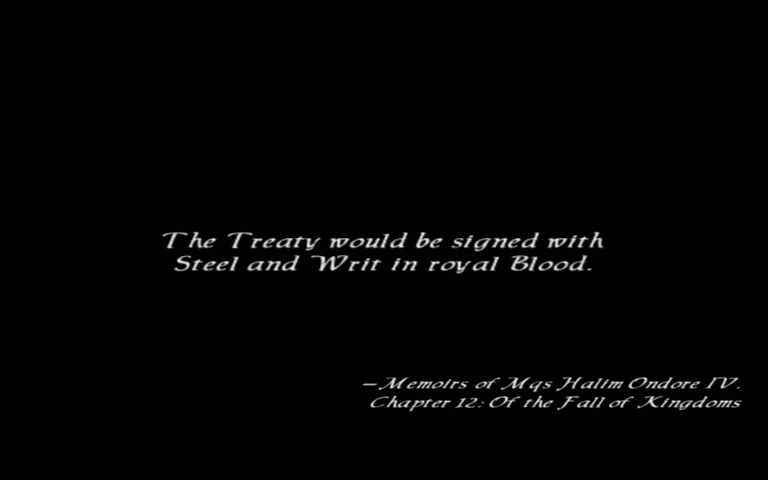 The Treaty would be signed with
Steel and Writ in royal Blood.
—Memoirs of Mqs Halim Ondore IV.
Chapter 12: Of the Fall of Kingdoms